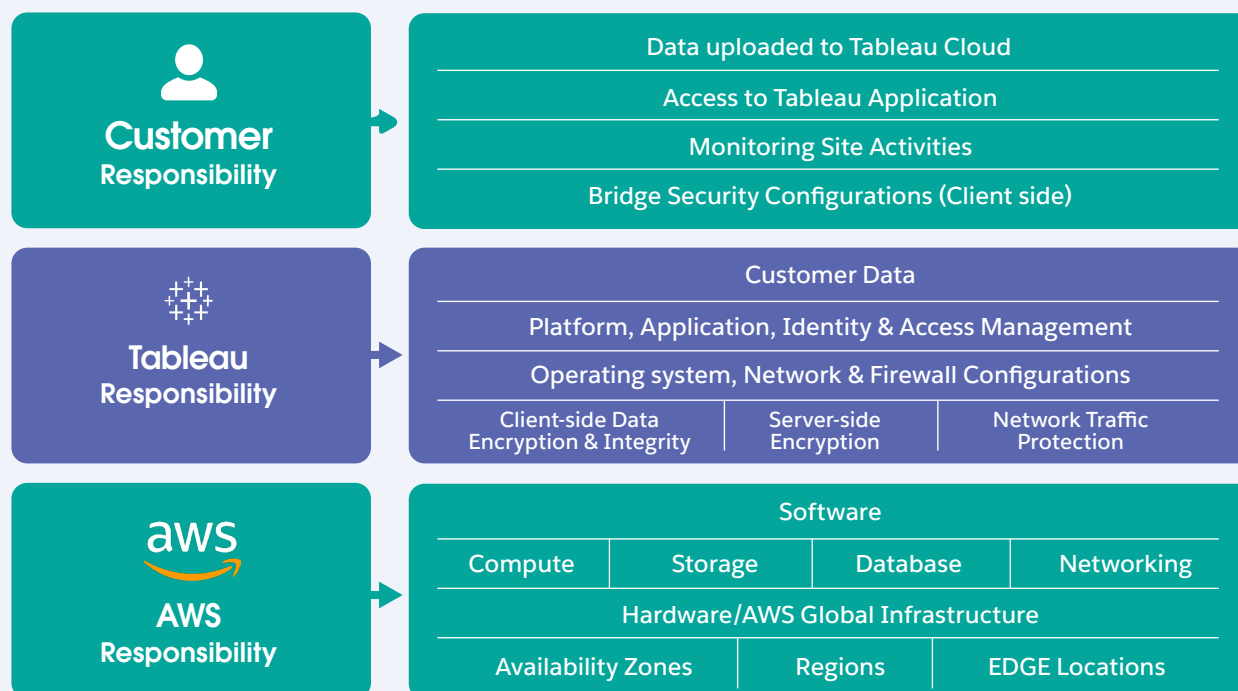 Customer
Responsibility
Data uploaded to Tableau Cloud
Access to Tableau Application
Monitoring Site Activities
Bridge Security Configurations (Client side)
Tableau
Responsibility
Customer Data
Platform, Application, Identity & Access Management
Operating system, Network & Firewall Configurations
Client-side Data
Encryption & Integrity
Server-side
Encryption
Network Traffic
Protection
aws
AWS
Responsibility
Software
Compute
Storage
Database
Networking
Hardware/AWS Global Infrastructure
Availability Zones
Regions
EDGE Locations